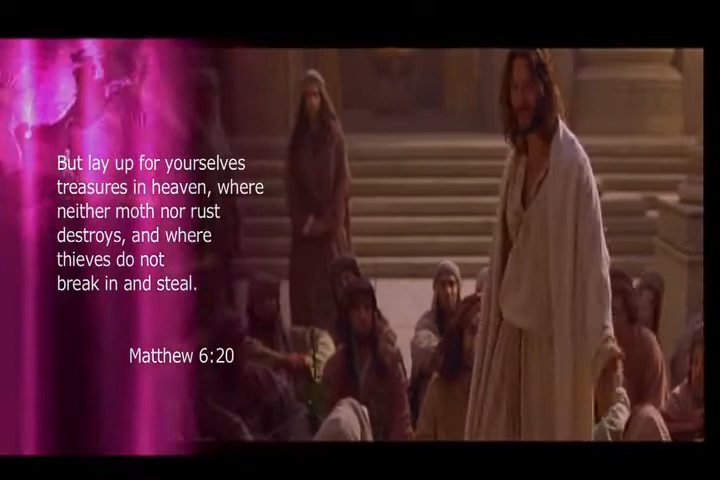 But lay up for yourselves
treasures in heaven, where
neither moth nor rust
destroys, and where
thieves do not
break in and steal.
Matthew 6:20